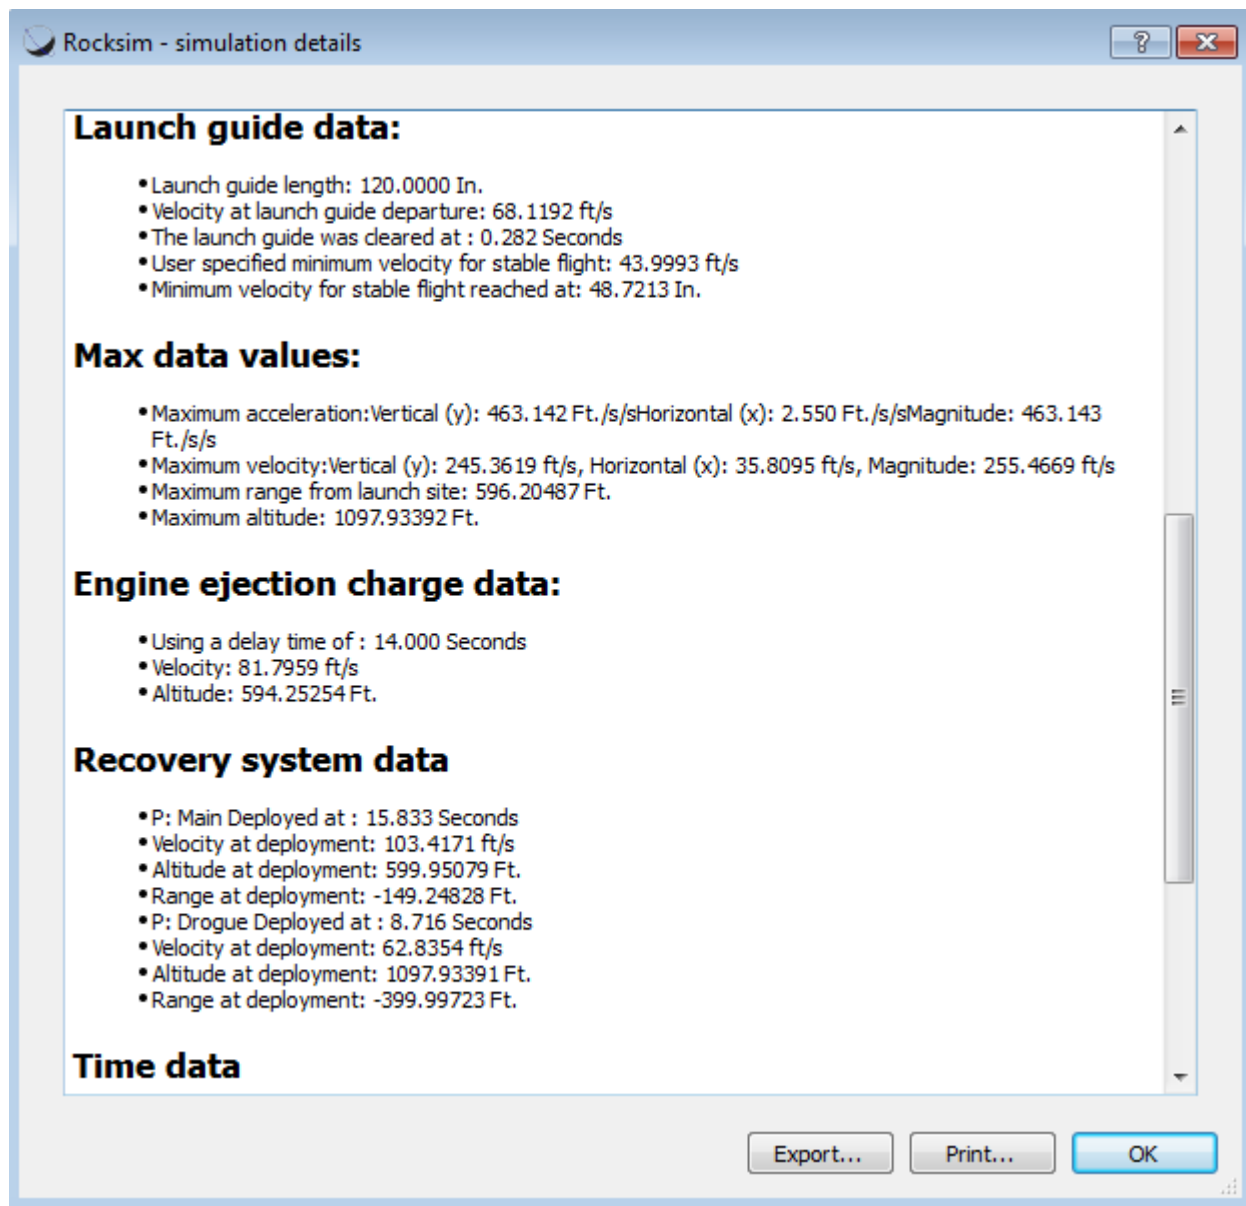 Rocksim - simulation details
Launch guide data:
•Launch guide length: 120.0000 In.
•Velocity at launch guide departure: 68.1192 ft/s
•The launch guide was cleared at : 0.282 Seconds
•User specified minimum velocity for stable flight: 43.9993 ft/s
•Minimum velocity for stable flight reached at: 48.7213 In.
Max data values:
•Maximum acceleration:Vertical (y): 463.142 Ft./s/sHorizontal (x): 2.550 Ft./s/sMagnitude: 463.143
Ft./s/s
•Maximum velocity:Vertical (y): 245.3619 ft/s, Horizontal (x): 35.8095 ft/s, Magnitude: 255.4669 ft/s
•Maximum range from launch site: 596.20487 Ft.
•Maximum altitude: 1097.93392 Ft.
Engine ejection charge data:
•Using a delay time of : 14.000 Seconds
•Velocity: 81.7959 ft/s
•Altitude: 594.25254 Ft.
Recovery system data
•P: Main Deployed at : 15.833 Seconds
•Velocity at deployment: 103.4171 ft/s
•Altitude at deployment: 599.95079 Ft.
•Range at deployment: -149.24828 Ft.
•P: Drogue Deployed at : 8.716 Seconds
•Velocity at deployment: 62.8354 ft/s
•Altitude at deployment: 1097.93391 Ft.
•Range at deployment: -399.99723 Ft.
Time data
Export... Print... OK